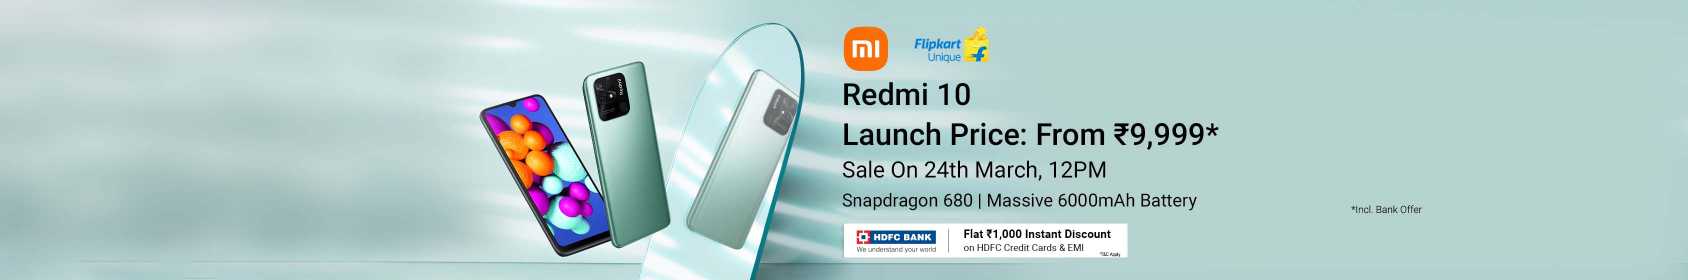 mi
Flipkart
Unique
Redmi 10
Launch Price: From ₹9,999*
Sale On 24th March, 12PM
Snapdragon 680 | Massive 6000mAh Battery
*Incl. Bank Offer
HDFC BANK
We understand your world
Flat ₹1,000 Instant Discount
on HDFC Credit Cards & EMI
*T&C Apply